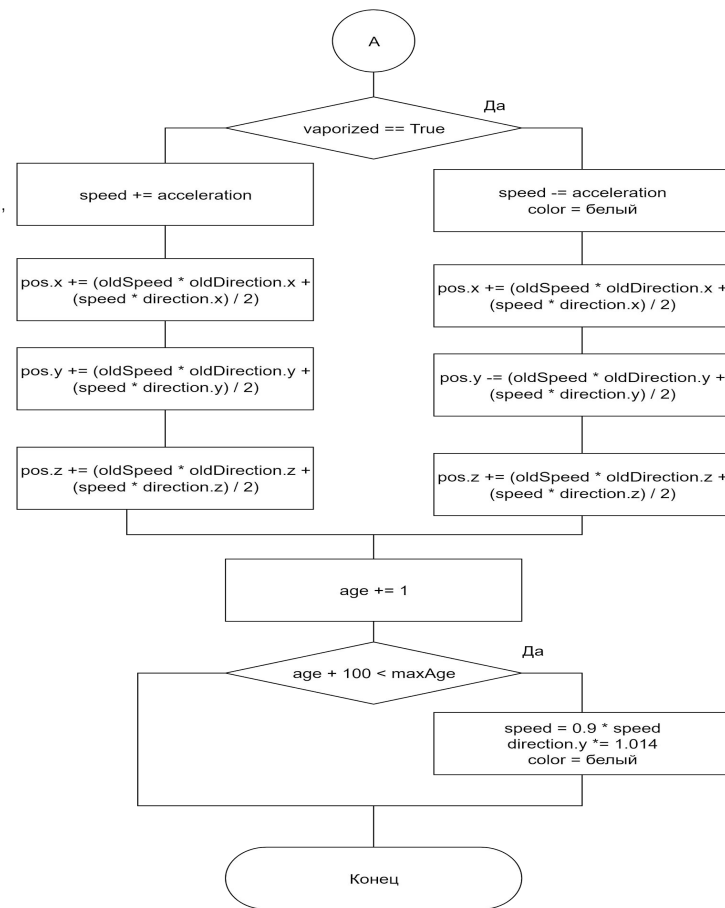 A
Да
vaporized == True
speed += acceleration
,
speed -= acceleration
color = белый
pos.x += (oldSpeed * oldDirection.x +
(speed * direction.x) / 2)
pos.x += (oldSpeed * oldDirection.x +
(speed * direction.x) / 2)
pos.y += (oldSpeed * oldDirection.y +
(speed * direction.y) / 2)
pos.y -= (oldSpeed * oldDirection.y +
(speed * direction.y) / 2)
pos.z += (oldSpeed * oldDirection.z +
(speed * direction.z) / 2)
pos.z += (oldSpeed * oldDirection.z +
(speed * direction.z) / 2)
age += 1
Да
age + 100 < maxAge
speed = 0.9 * speed
direction.y *= 1.014
color = белый
Конец